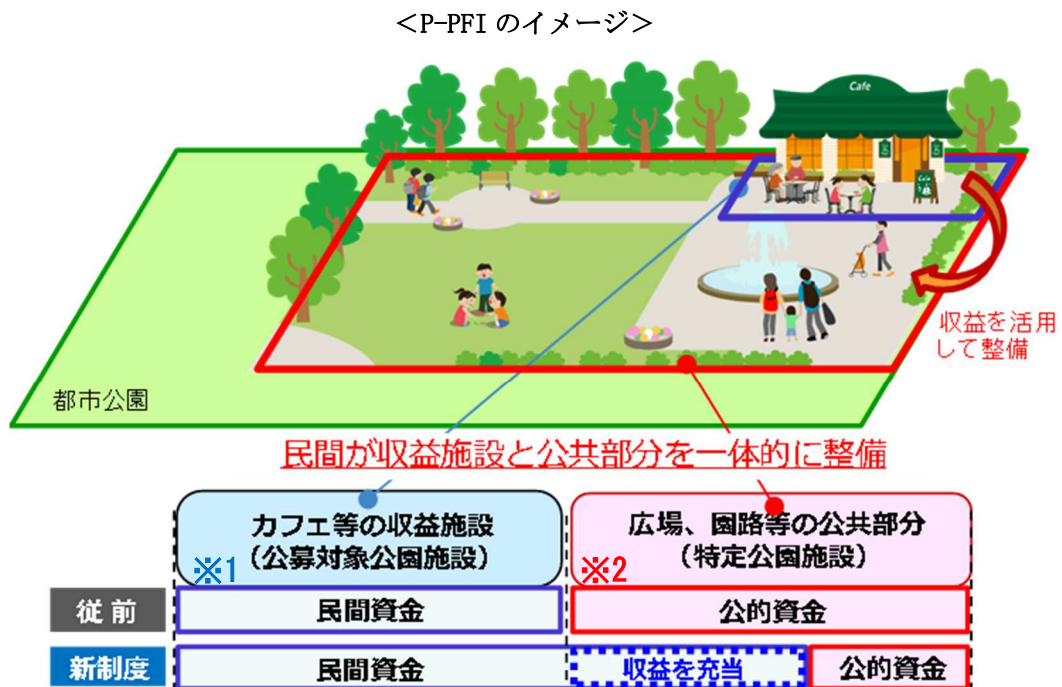 ＜P-PFI のイメージ＞
Cafe
Cafe
収益を活用
して整備
都市公園
民間が収益施設と公共部分を一体的に整備
カフェ等の収益施設
（公募対象公園施設）
※1
広場、園路等の公共部分
（特定公園施設）
※2
従前
民間資金
公的資金
新制度
民間資金
収益を充当
公的資金